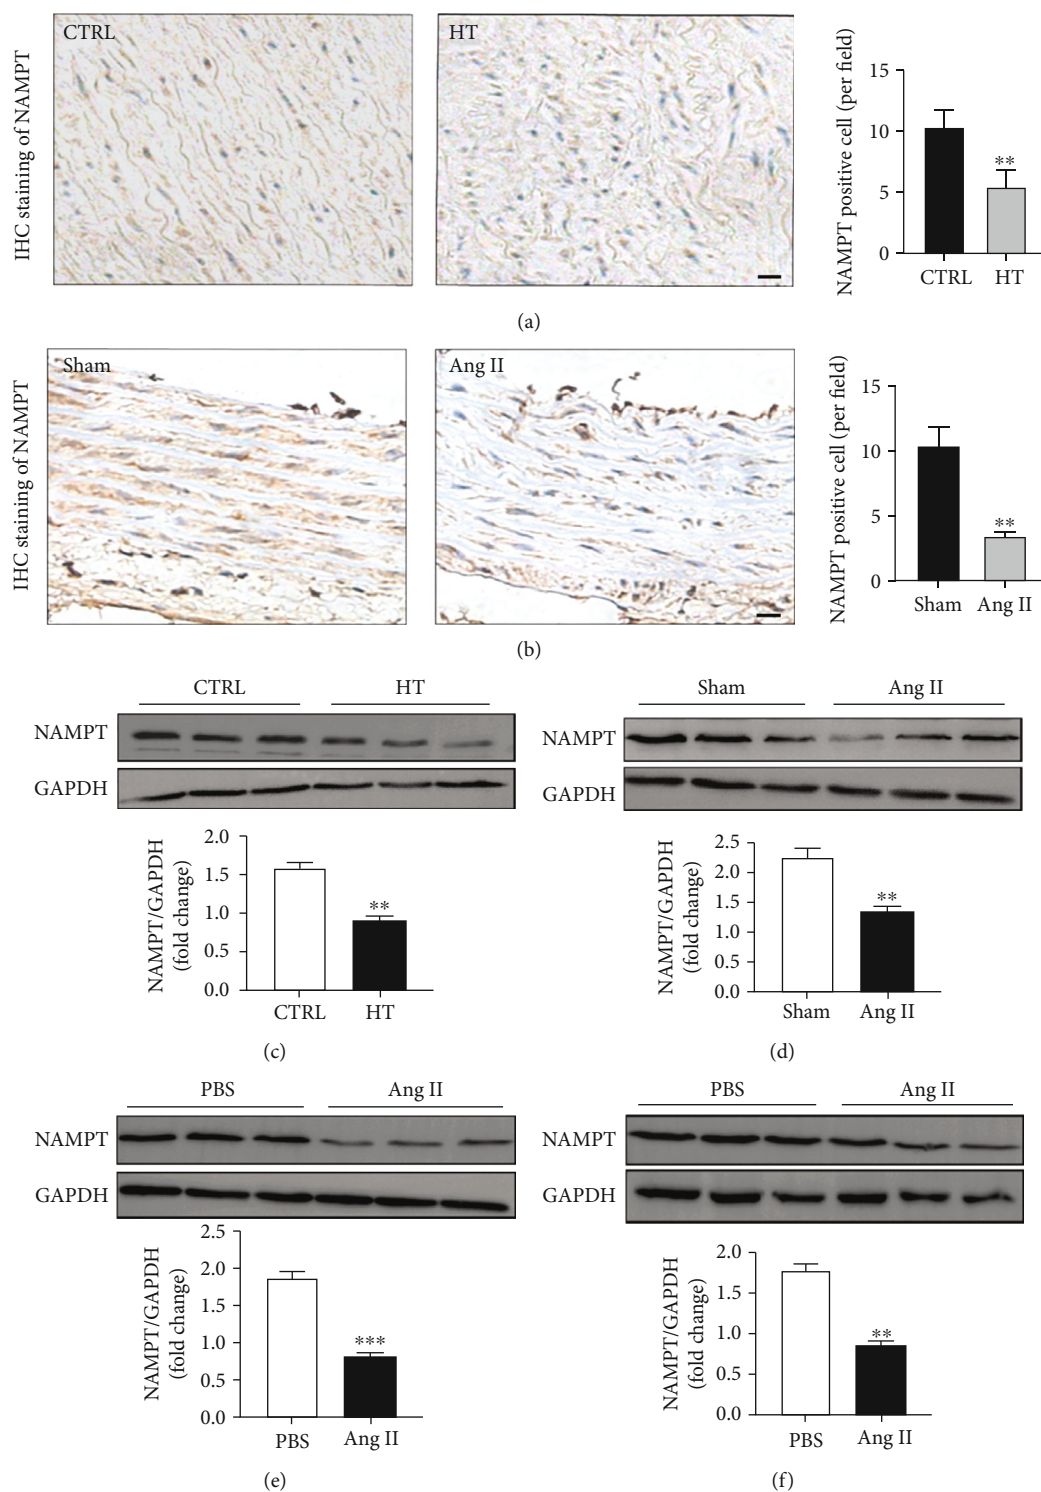 IHC staining of NAMPT
CTRL
HT
NAMPT positive cell (per field)
15
10
5
0
**
CTRL HT
(a)
IHC staining of NAMPT
Sham
Ang II
NAMPT positive cell (per field)
15
10
5
0
**
Sham Ang II
(b)
CTRL HT
NAMPT
GAPDH
NAMPT/GAPDH
(fold change)
2.0
1.5
1.0
0.5
0.0
**
CTRL HT
(c)
Sham Ang II
NAMPT
GAPDH
NAMPT/GAPDH
(fold change)
2.5
2.0
1.5
1.0
0.5
0.0
**
Sham Ang II
(d)
PBS Ang II
NAMPT
GAPDH
NAMPT/GAPDH
(fold change)
2.5
2.0
1.5
1.0
0.5
0.0
***
PBS Ang II
(e)
PBS Ang II
NAMPT
GAPDH
NAMPT/GAPDH
(fold change)
2.0
1.5
1.0
0.5
0.0
**
PBS Ang II
(f)